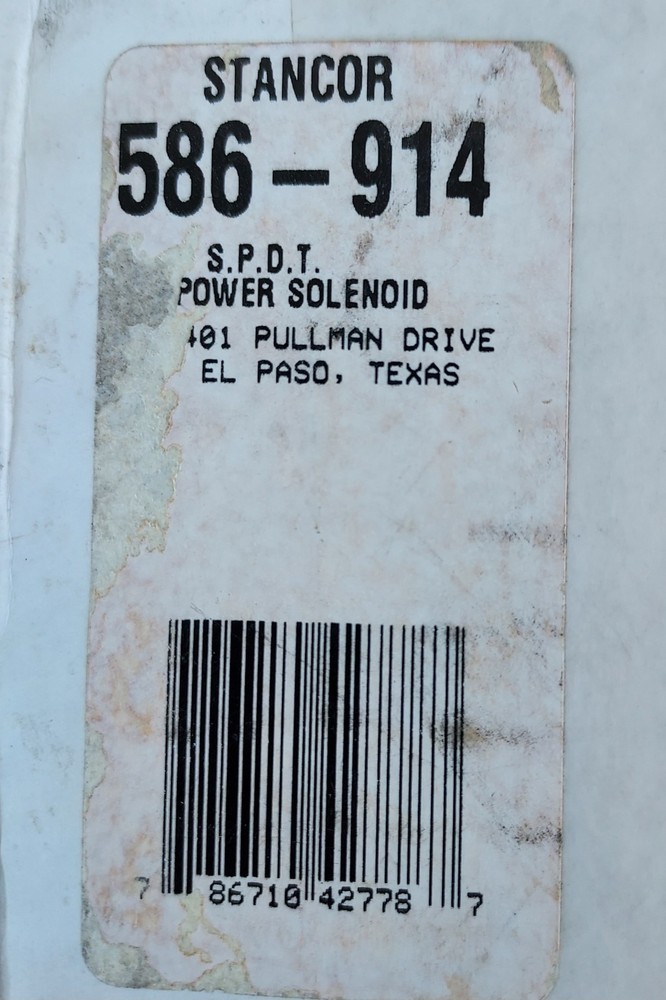 STANCOR
586-914
S.P.D.T.
POWER SOLENOID
401 PULLMAN DRIVE
EL PASO, TEXAS
7 86710 42778 7